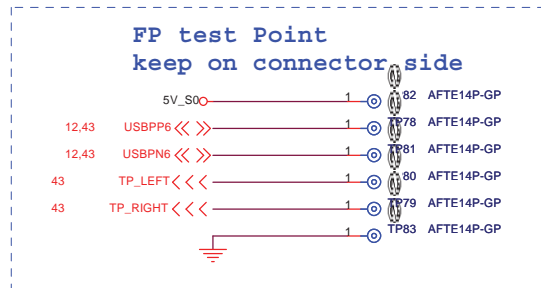 FP test Point
keep on connector side
5V_S0 1 82 AFTE14P-GP
12,43 USBPP6 1 TP78 AFTE14P-GP
12,43 USBPN6 1 TP81 AFTE14P-GP
43 TP_LEFT 1 80 AFTE14P-GP
43 TP_RIGHT 1 TP79 AFTE14P-GP
1 TP83 AFTE14P-GP